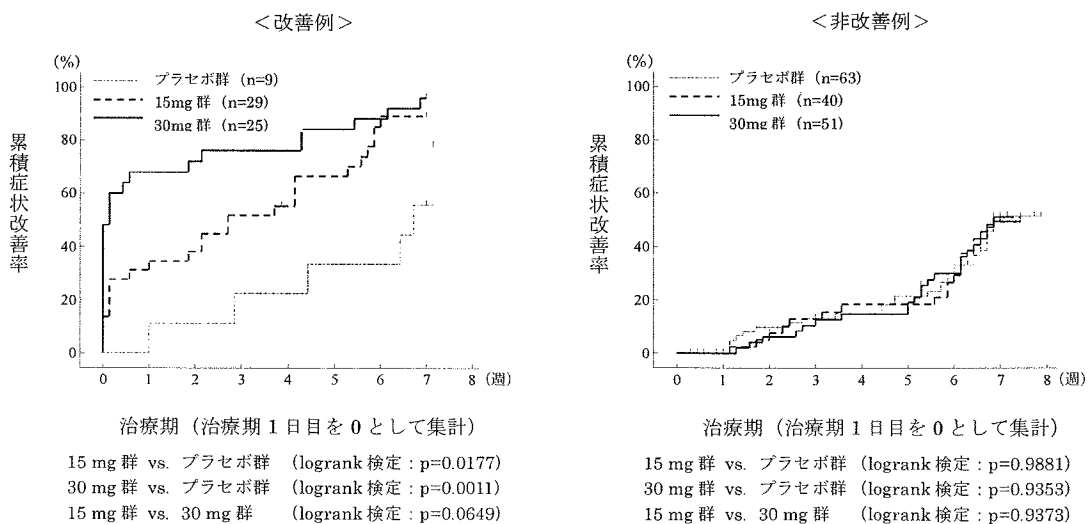 ＜改善例＞
(%)
100
80
60
40
20
0
累積症状改善率
プラセボ群 (n=9)
15mg 群 (n=29)
30mg 群 (n=25)
0 1 2 3 4 5 6 7 8 (週)
治療期（治療期 1 日目を 0 として集計）
15 mg 群 vs. プラセボ群 (logrank 検定：p=0.0177)
30 mg 群 vs. プラセボ群 (logrank 検定：p=0.0011)
15 mg 群 vs. 30 mg 群 (logrank 検定：p=0.0649)
＜非改善例＞
(%)
100
80
60
40
20
0
累積症状改善率
プラセボ群 (n=63)
15mg 群 (n=40)
30mg 群 (n=51)
0 1 2 3 4 5 6 7 8 (週)
治療期（治療期 1 日目を 0 として集計）
15 mg 群 vs. プラセボ群 (logrank 検定：p=0.9881)
30 mg 群 vs. プラセボ群 (logrank 検定：p=0.9353)
15 mg 群 vs. 30 mg 群 (logrank 検定：p=0.9373)